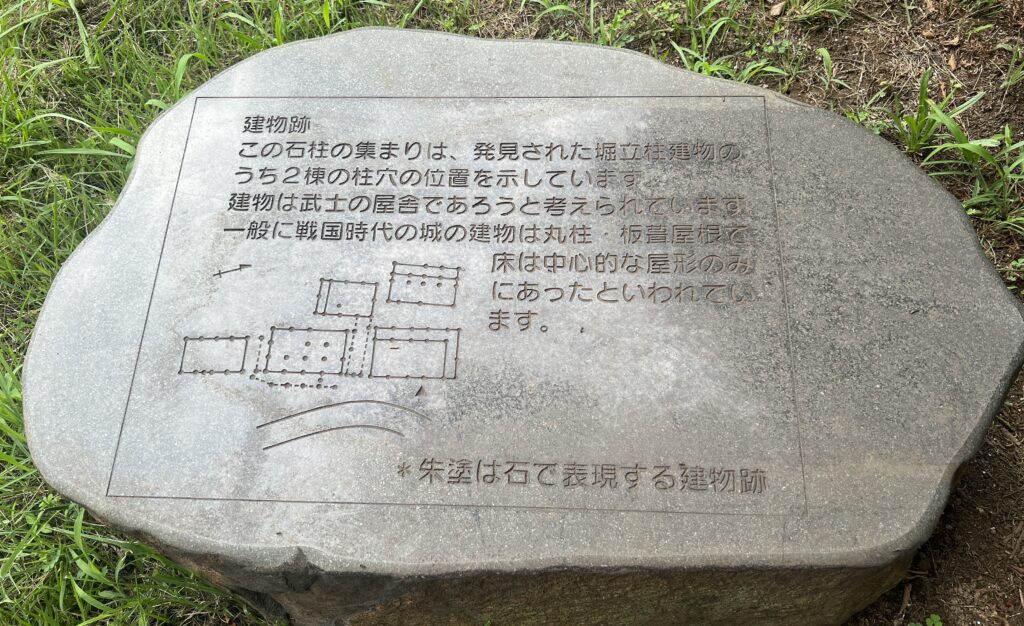 建物跡
この石柱の集まりは、発見された堀立柱建物の
うち2棟の柱穴の位置を示しています。
建物は武士の屋舎であろうと考えられています。
一般に戦国時代の城の建物は丸柱・板葺屋根で
床は中心的な屋形のみ
にあったといわれてい
ます。
*朱塗は石で表現する建物跡